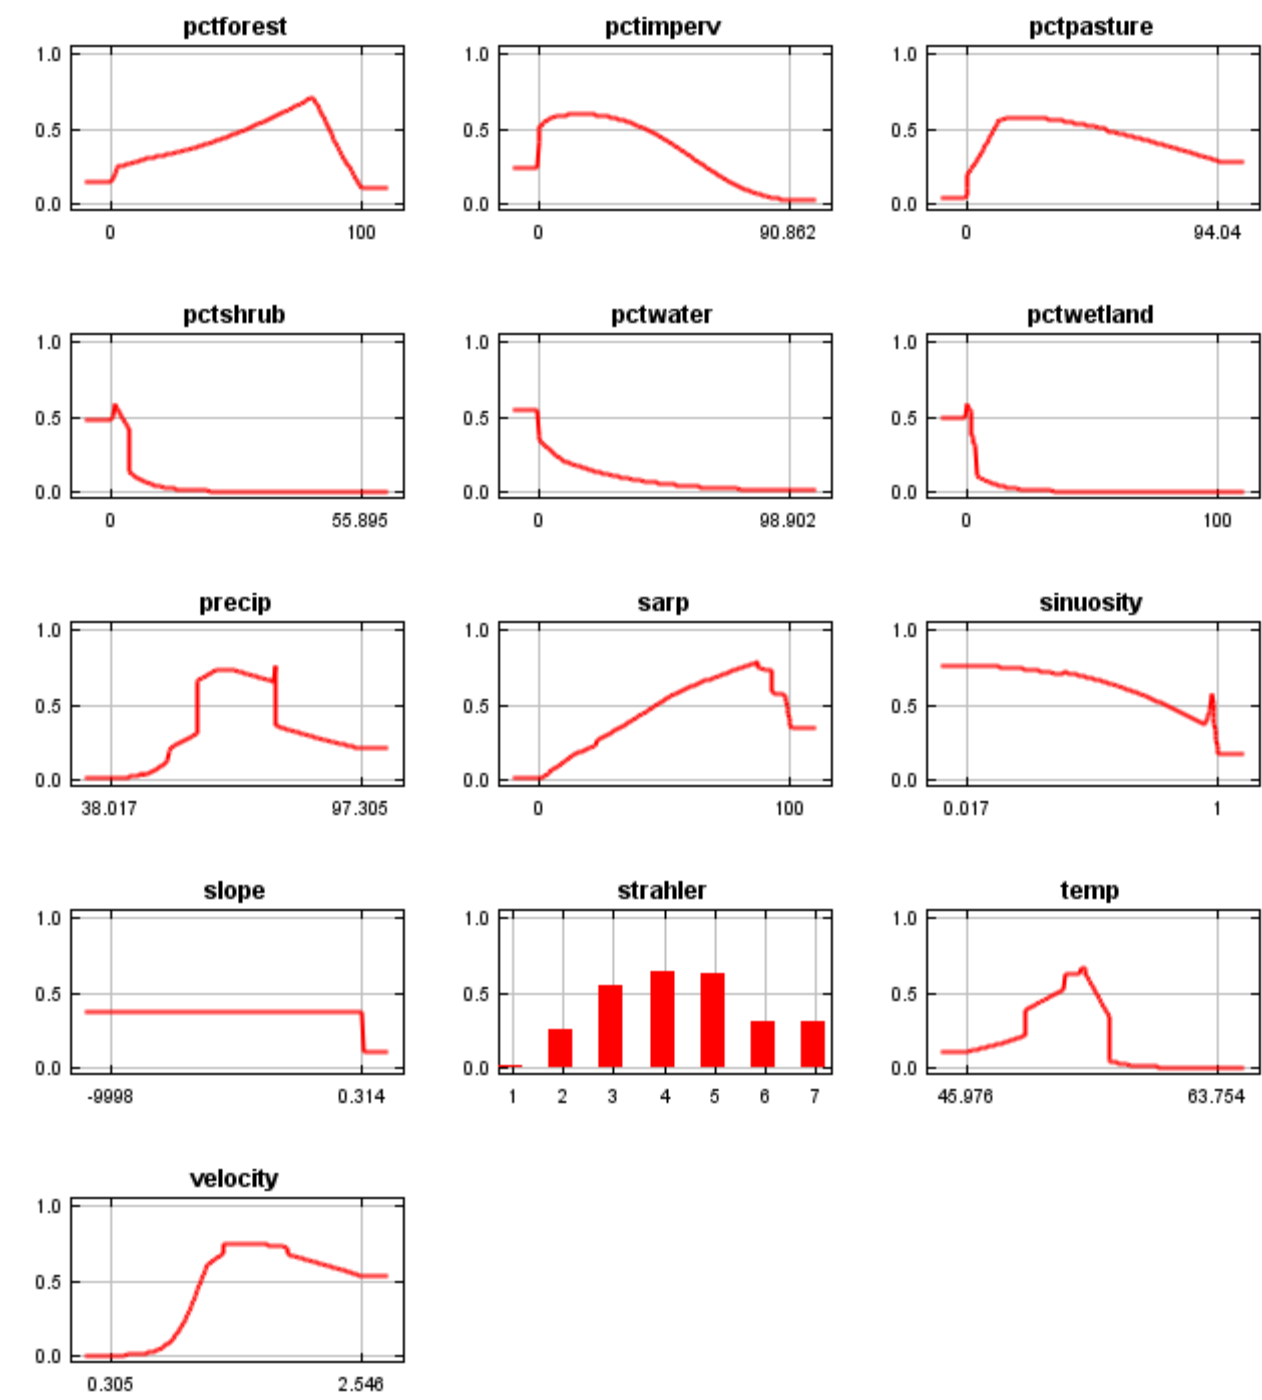 pctforest pctimperv pctpasture
1.0 1.0 1.0
0.5 0.5 0.5
0.0 0.0 0.0
0 100 0 90.862 0 94.04
pctshrub pctwater pctwetland
1.0 1.0 1.0
0.5 0.5 0.5
0.0 0.0 0.0
0 55.895 0 98.902 0 100
precip sarp sinuosity
1.0 1.0 1.0
0.5 0.5 0.5
0.0 0.0 0.0
38.017 97.305 0 100 0.017 1
slope strahler temp
1.0 1.0 1.0
0.5 0.5 0.5
0.0 0.0 0.0
-9998 0.314 1 2 3 4 5 6 7 45.976 63.754
velocity
1.0
0.5
0.0
0.305 2.546